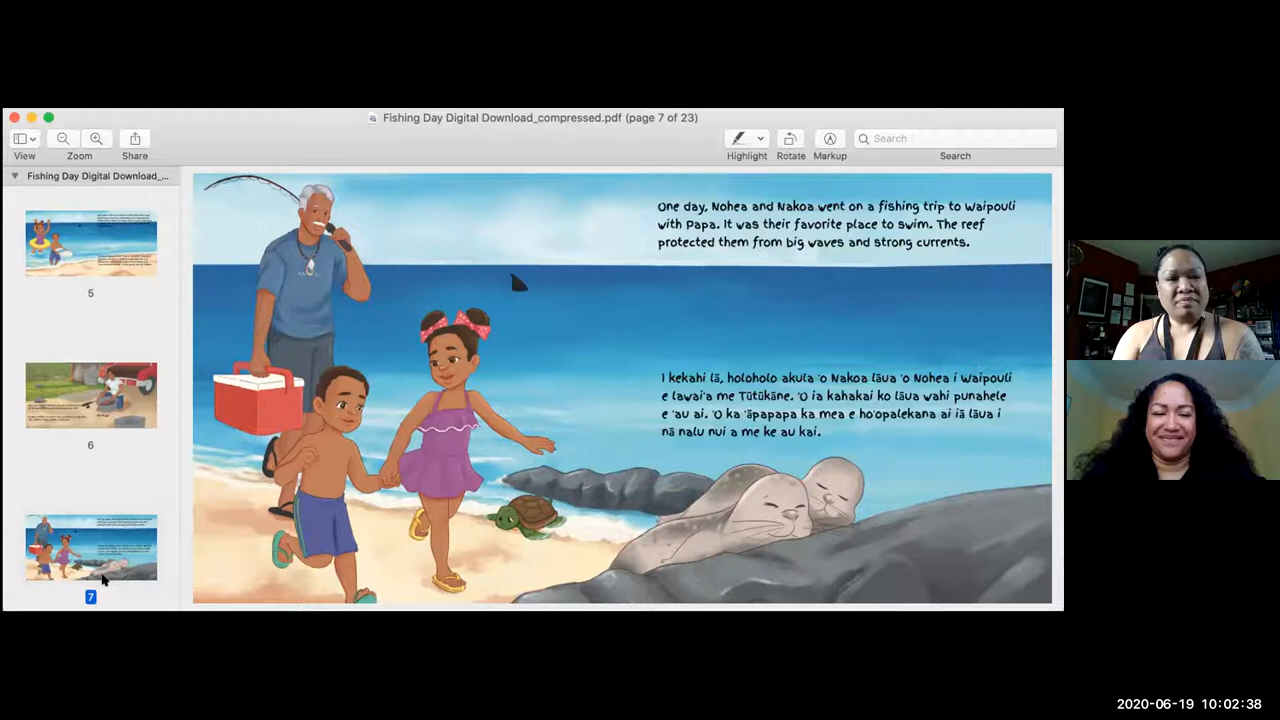 Fishing Day Digital Download_compressed.pdf (page 7 of 23)
View
Zoom
Share
Highlight
Rotate
Markup
Search
Search
Fishing Day Digital Download_...
5
6
7
One day, Nohea and Nakoa went on a fishing trip to Waipouli
with Papa. It was their favorite place to swim. The reef
protected them from big waves and strong currents.
I kekahi lā, holoholo akula ʻo Nakoa lāua ʻo Nohea i Waipouli
e lawaiʻa me Tūtūkāne. ʻO ia kahakai ko lāua wahi punahele
e ʻau ai. ʻO ka ʻāpapapa ka mea e hoʻopalekana ai iā lāua i
nā nalu nui a me ke au kai.
2020-06-19 10:02:38